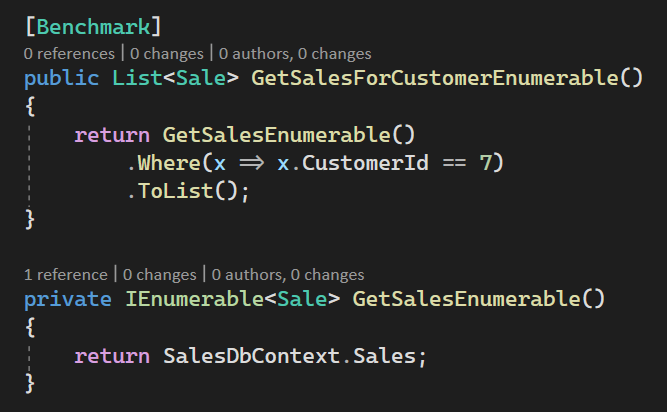 [Benchmark]
0 references | 0 changes | 0 authors, 0 changes
public List<Sale> GetSalesForCustomerEnumerable()
{
    return GetSalesEnumerable()
        .Where(x => x.CustomerId == 7)
        .ToList();
}
1 reference | 0 changes | 0 authors, 0 changes
private IEnumerable<Sale> GetSalesEnumerable()
{
    return SalesDbContext.Sales;
}